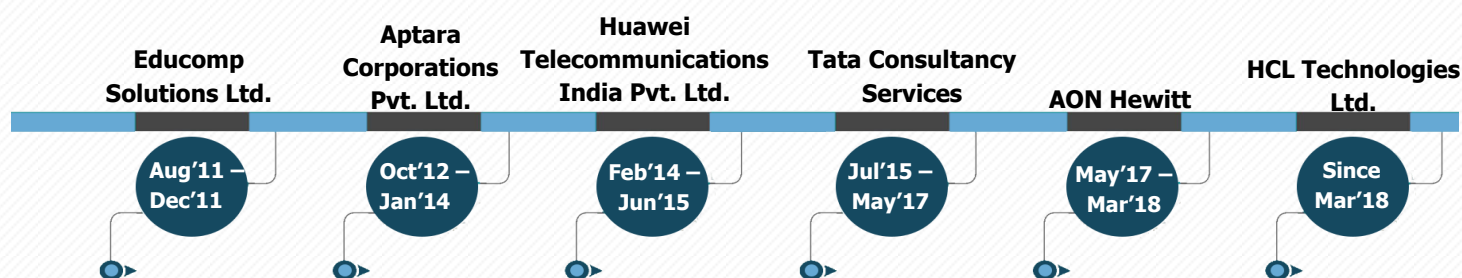 Educomp
Solutions Ltd.
Aptara
Corporations
Pvt. Ltd.
Huawei
Telecommunications
India Pvt. Ltd.
Tata Consultancy
Services
AON Hewitt
HCL Technologies
Ltd.
Aug’11 –
Dec’11
Oct’12 –
Jan’14
Feb’14 –
Jun’15
Jul’15 –
May’17
May’17 –
Mar’18
Since
Mar’18